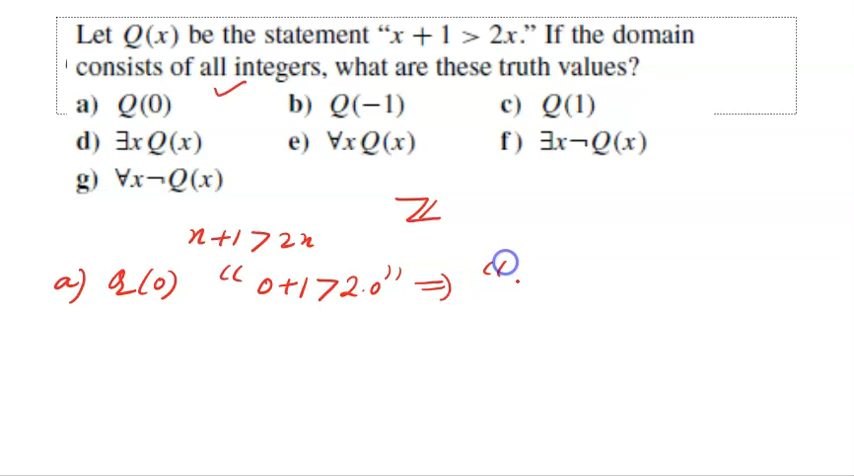 Let Q(x) be the statement “x + 1 > 2x.” If the domain
consists of all integers, what are these truth values?
a) Q(0) b) Q(−1) c) Q(1)
d) ∃xQ(x) e) ∀xQ(x) f) ∃x¬Q(x)
g) ∀x¬Q(x)
ℤ
x+1>2x
a) Q(0) “0+1>2.0” ⇒ “